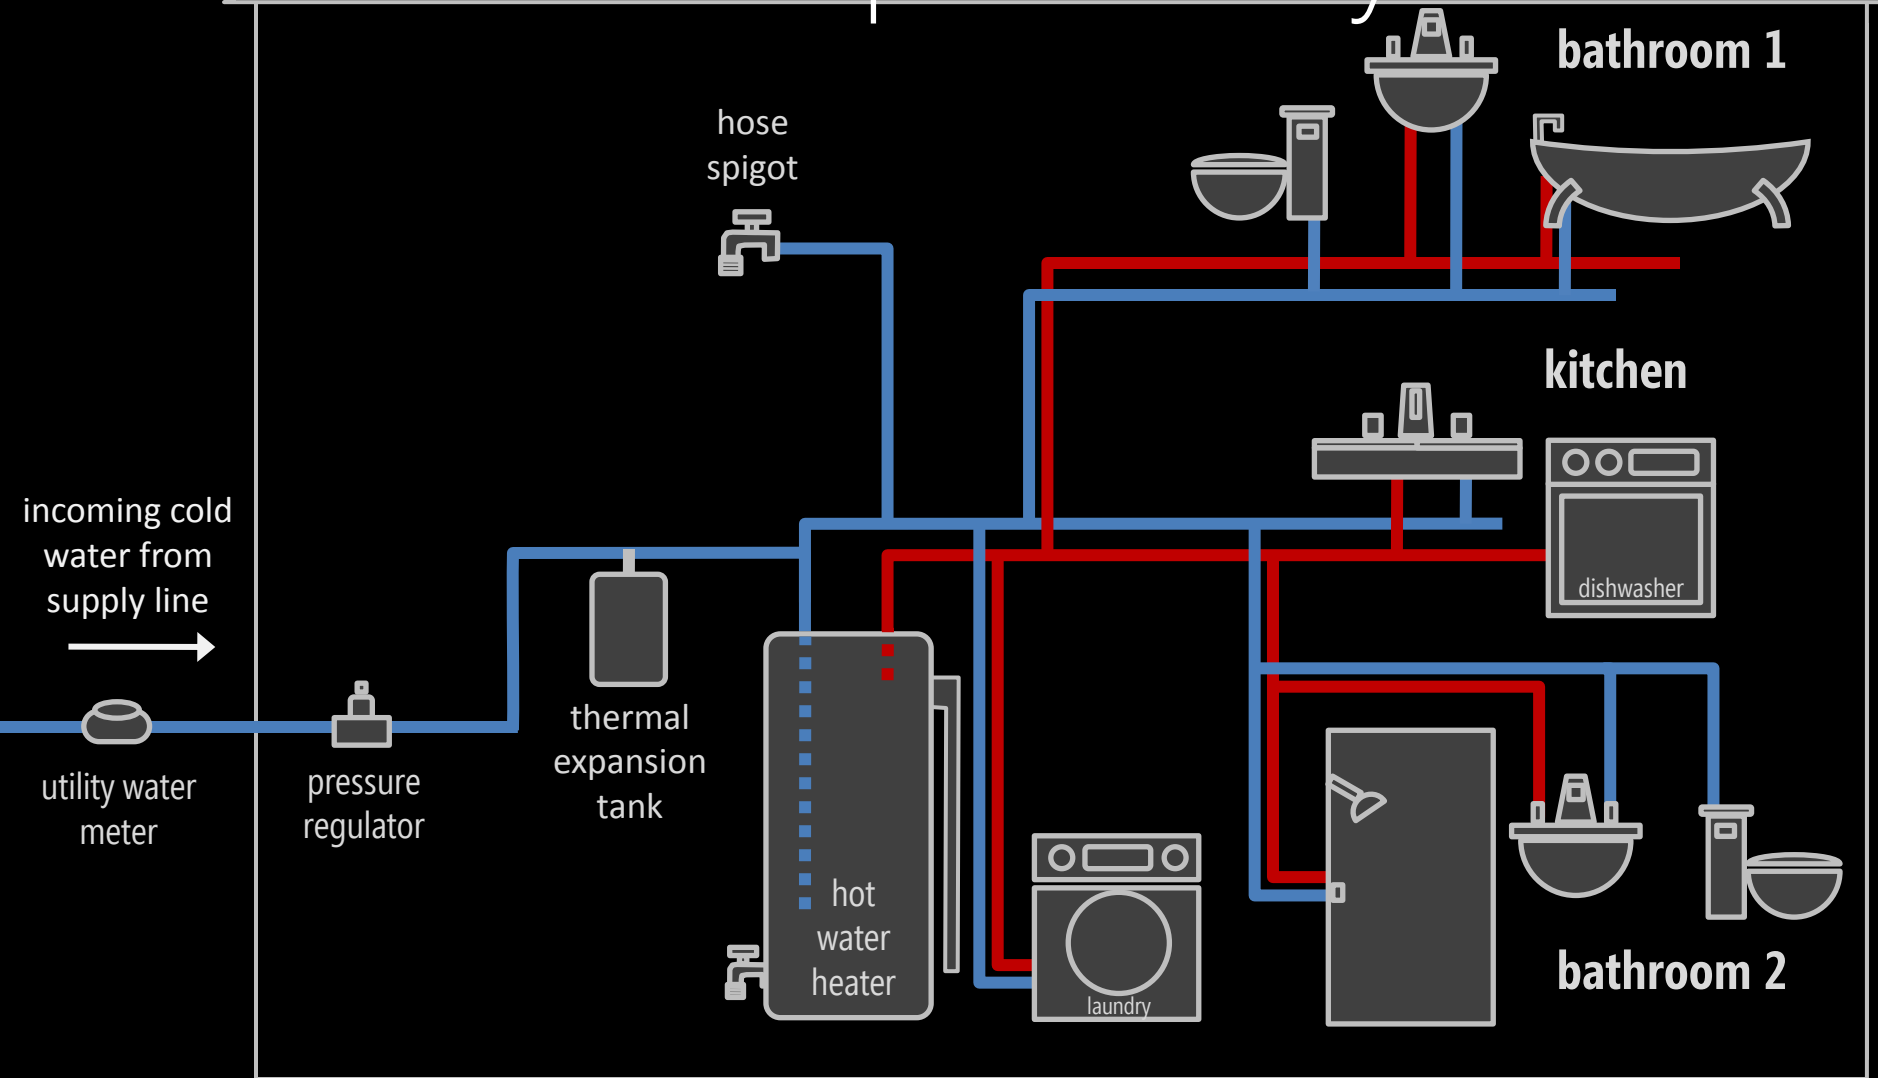 bathroom 1
hose
spigot
kitchen
incoming cold
water from
supply line
dishwasher
thermal
expansion
tank
utility water
meter
pressure
regulator
hot
water
heater
laundry
bathroom 2